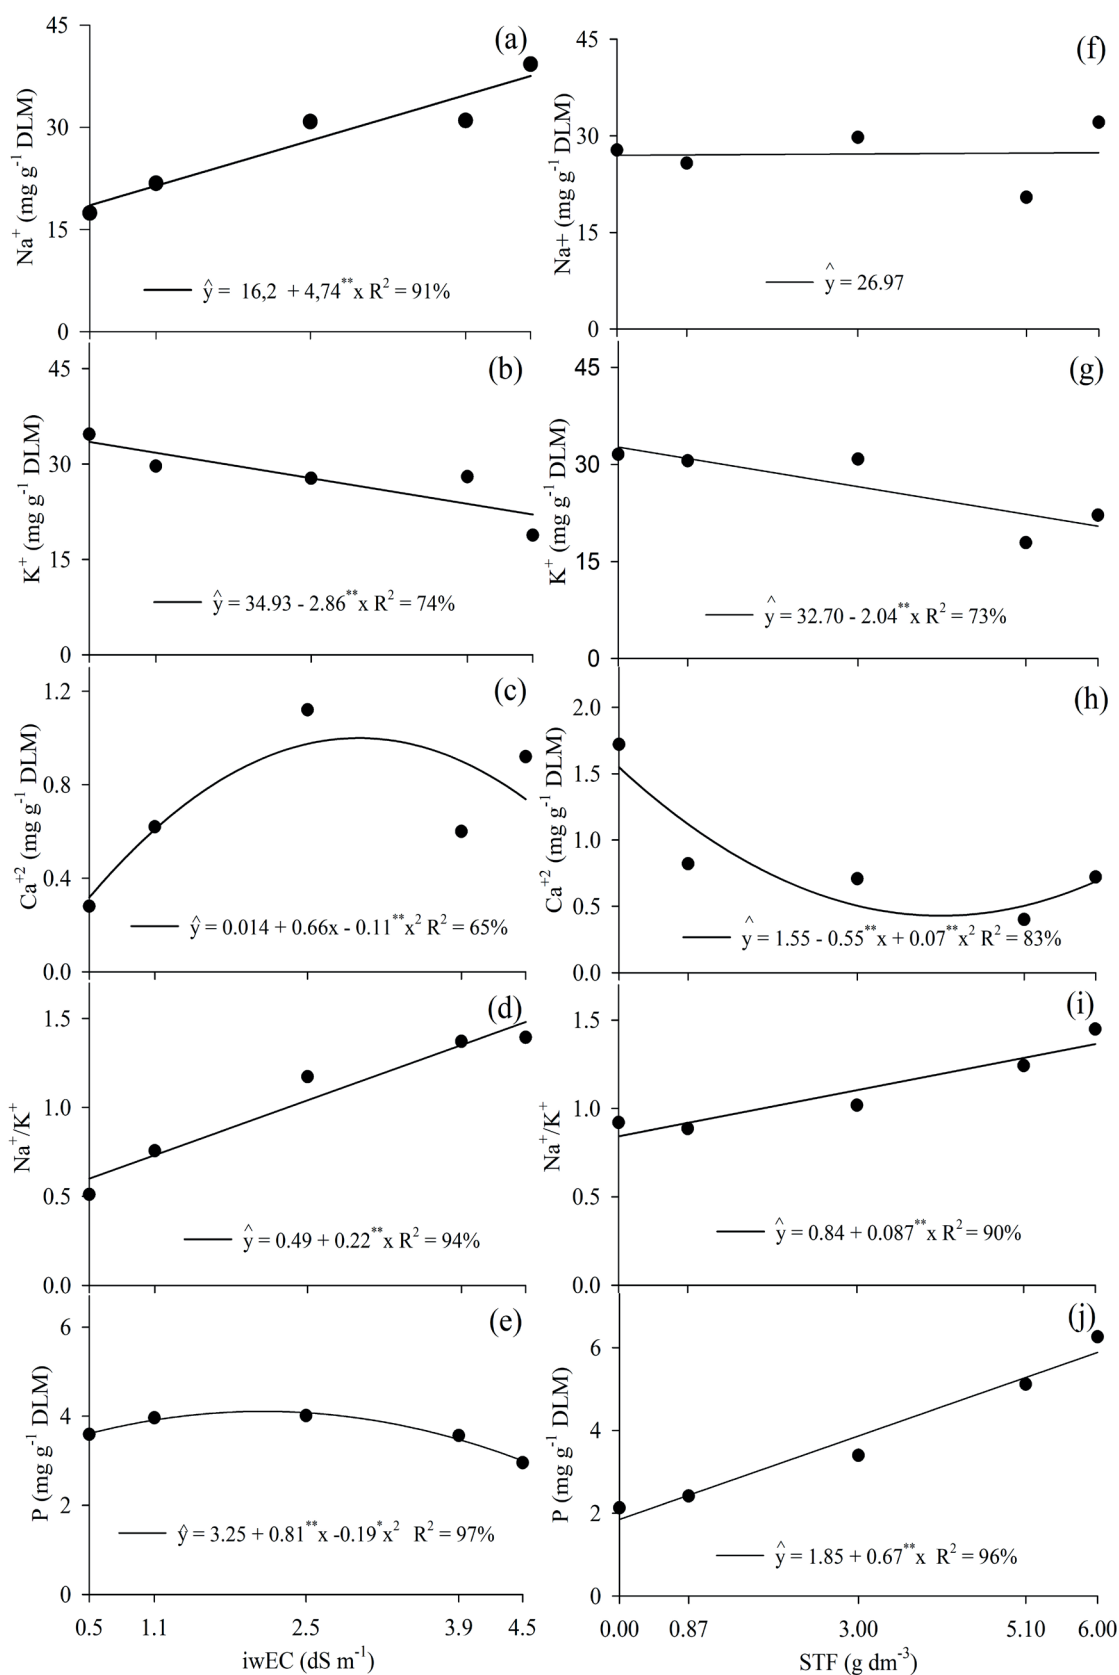 (a)
45
30
15
0
Na⁺ (mg g⁻¹ DLM)
ŷ = 16,2 + 4,74**x R² = 91%
(f)
45
30
15
0
Na+ (mg g⁻¹ DLM)
ŷ = 26.97
(b)
45
30
15
0
K⁺ (mg g⁻¹ DLM)
ŷ = 34.93 - 2.86**x R² = 74%
(g)
45
30
15
0
K⁺ (mg g⁻¹ DLM)
ŷ = 32.70 - 2.04**x R² = 73%
(c)
1.2
0.8
0.4
0.0
Ca⁺² (mg g⁻¹ DLM)
ŷ = 0.014 + 0.66x - 0.11**x² R² = 65%
(h)
2.0
1.5
1.0
0.5
0.0
Ca⁺² (mg g⁻¹ DLM)
ŷ = 1.55 - 0.55**x + 0.07**x² R² = 83%
(d)
1.5
1.0
0.5
0.0
Na⁺/K⁺
ŷ = 0.49 + 0.22**x R² = 94%
(i)
1.5
1.0
0.5
0.0
Na⁺/K⁺
ŷ = 0.84 + 0.087**x R² = 90%
(e)
6
4
2
0
P (mg g⁻¹ DLM)
ŷ = 3.25 + 0.81**x -0.19*x² R² = 97%
0.5 1.1 2.5 3.9 4.5
iwEC (dS m⁻¹)
(j)
6
4
2
0
P (mg g⁻¹ DLM)
ŷ = 1.85 + 0.67**x R² = 96%
0.00 0.87 3.00 5.10 6.00
STF (g dm⁻³)